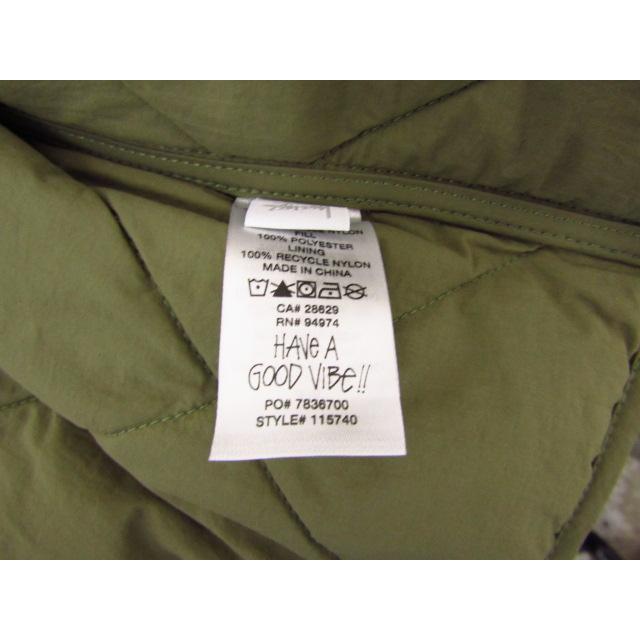 NYLON
FILL
100% POLYESTER
LINING
100% RECYCLE NYLON
MADE IN CHINA
CA# 28629
RN# 94974
HAVE A
GOOD VIBE!!
PO# 7836700
STYLE# 115740